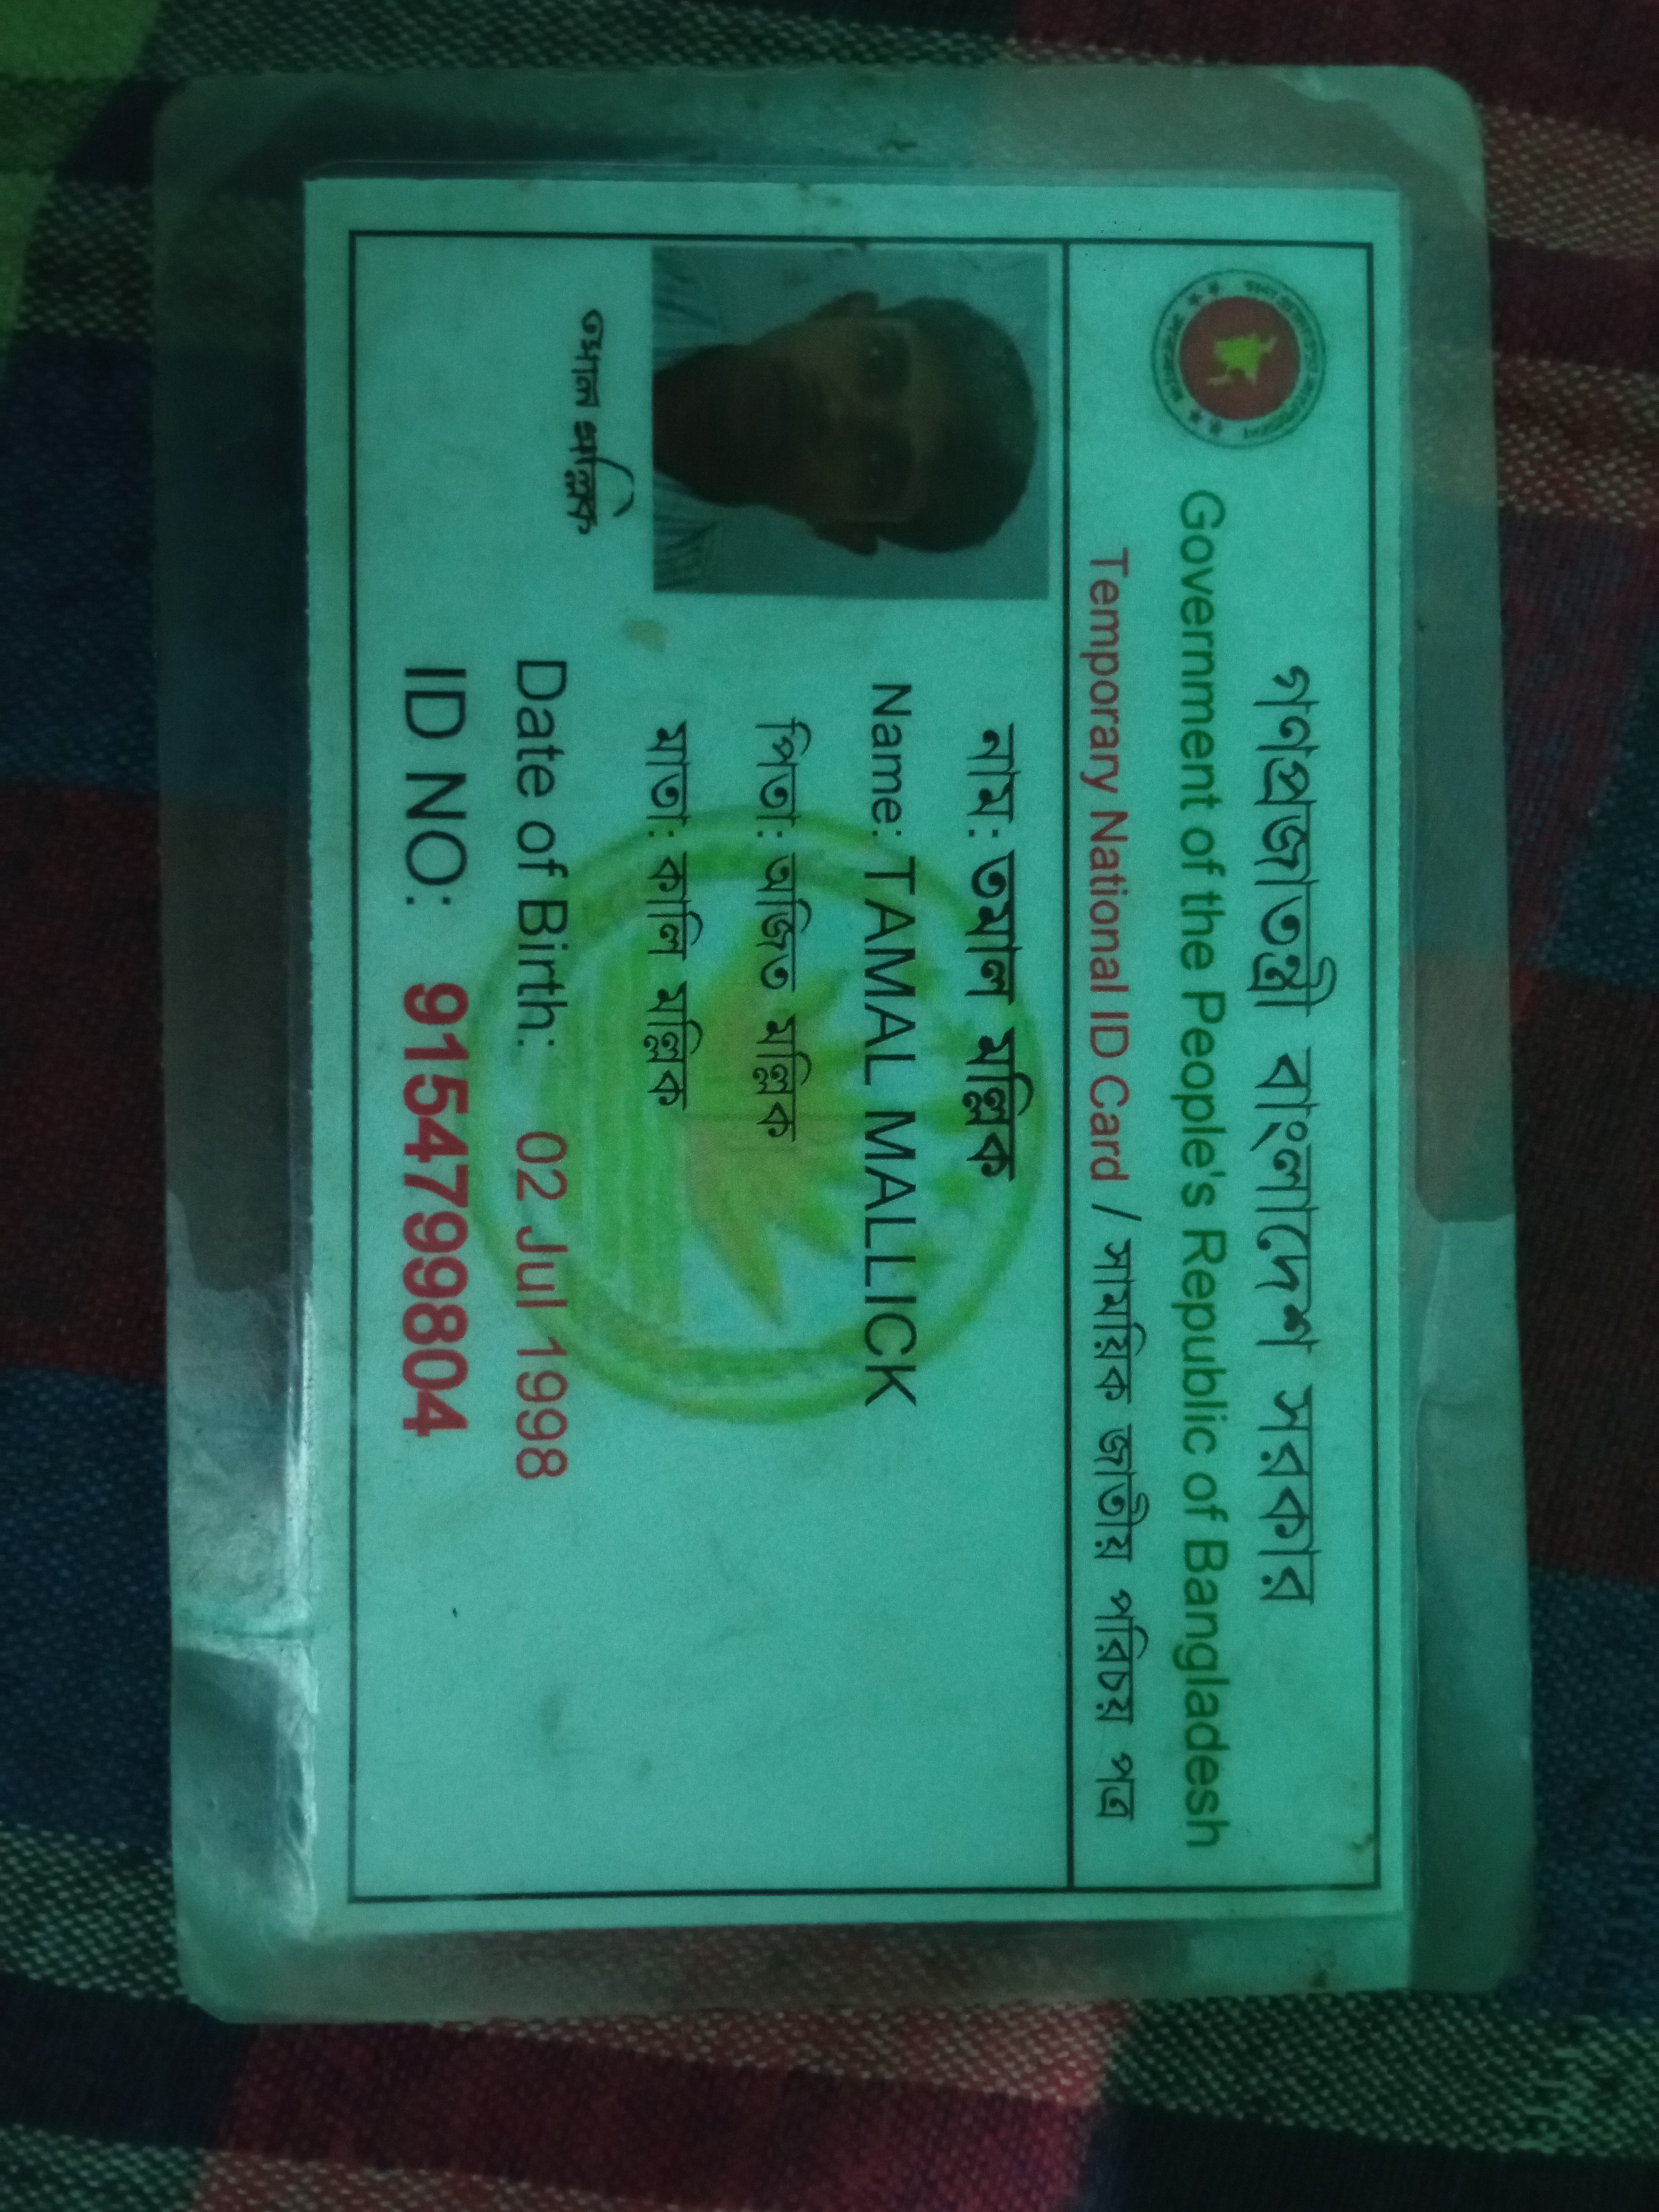 গণপ্রজাতন্ত্রী বাংলাদেশ সরকার
Government of the People's Republic of Bangladesh
Temporary National ID Card / সাময়িক জাতীয় পরিচয় পত্র
নাম: তমাল মল্লিক
Name: TAMAL MALLICK
পিতা: অজিত মল্লিক
মাতা: কালি মল্লিক
Date of Birth: 02 Jul 1998
ID NO: 9154799804
তমাল মল্লিক